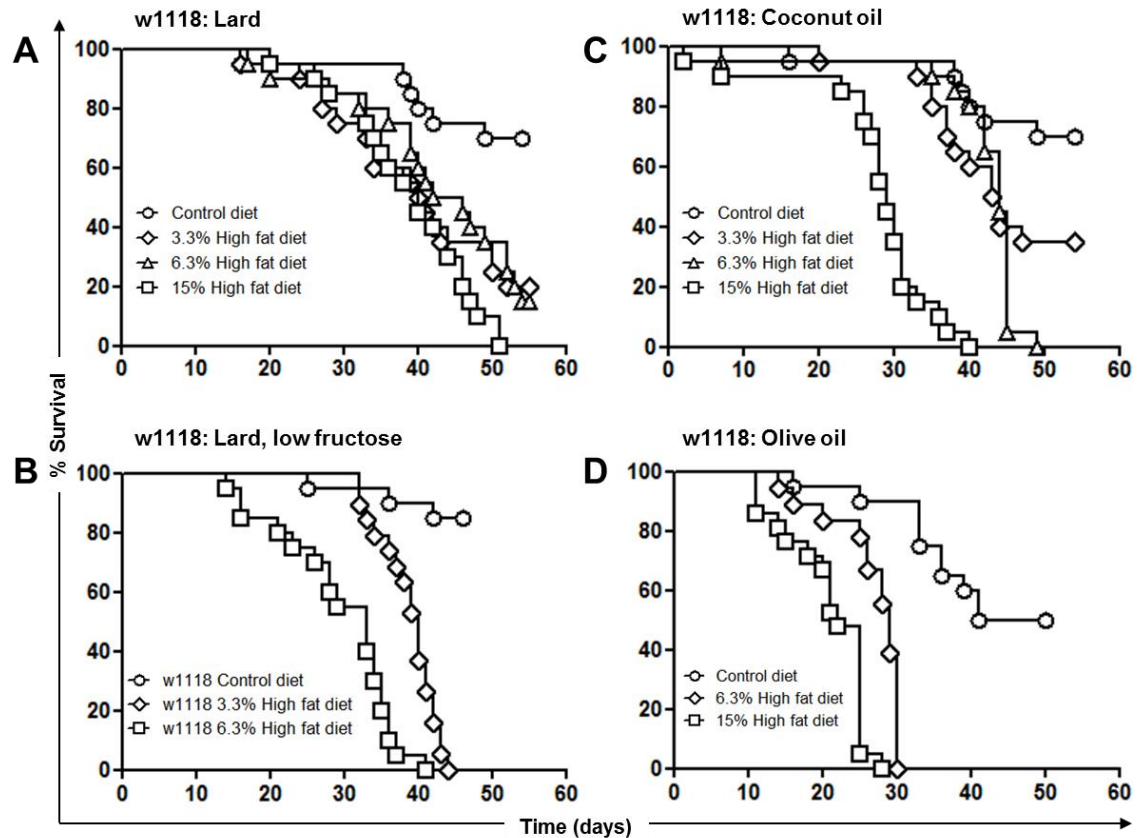 A
w1118: Lard
100
80
60
40
20
0
0 10 20 30 40 50 60
Control diet
3.3% High fat diet
6.3% High fat diet
15% High fat diet
C
w1118: Coconut oil
100
80
60
40
20
0
0 10 20 30 40 50 60
Control diet
3.3% High fat diet
6.3% High fat diet
15% High fat diet
% Survival
B
w1118: Lard, low fructose
100
80
60
40
20
0
0 10 20 30 40 50 60
w1118 Control diet
w1118 3.3% High fat diet
w1118 6.3% High fat diet
D
w1118: Olive oil
100
80
60
40
20
0
0 10 20 30 40 50 60
Control diet
6.3% High fat diet
15% High fat diet
Time (days)